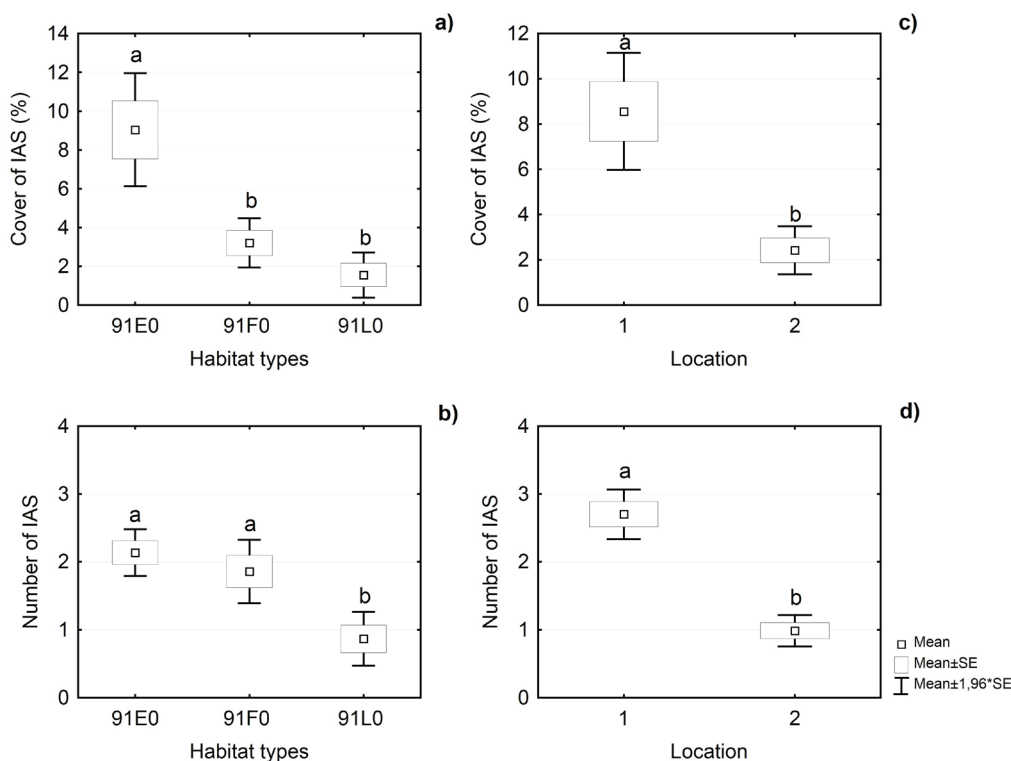 a)
Cover of IAS (%)
14
12
10
8
6
4
2
0
a
b
b
91E0 91F0 91L0
Habitat types
c)
Cover of IAS (%)
12
10
8
6
4
2
0
a
b
1 2
Location
b)
Number of IAS
4
3
2
1
0
a
a
b
91E0 91F0 91L0
Habitat types
d)
Number of IAS
4
3
2
1
0
a
b
1 2
Location
Mean
Mean±SE
Mean±1,96*SE